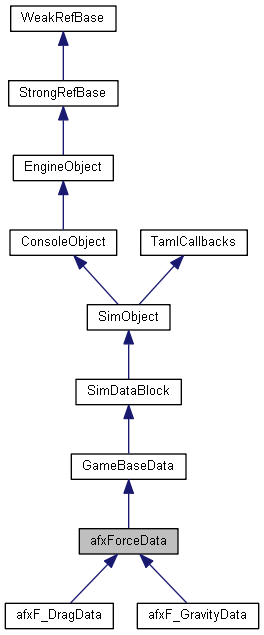 WeakRefBase
StrongRefBase
EngineObject
ConsoleObject
TamlCallbacks
SimObject
SimDataBlock
GameBaseData
afxForceData
afxF_DragData
afxF_GravityData